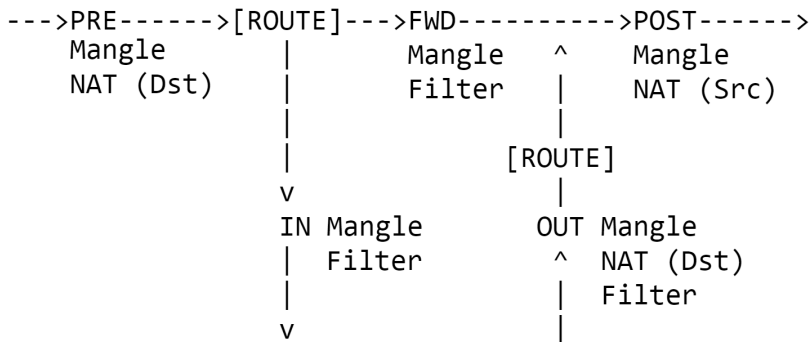 --->PRE------>[ROUTE]--->FWD---------->POST------>
    Mangle       |       Mangle   ^    Mangle
    NAT (Dst)    |       Filter   |    NAT (Src)
                 |                |
                 |             [ROUTE]
                 v                |
                 IN Mangle       OUT Mangle
                 |  Filter        ^  NAT (Dst)
                 |                |  Filter
                 v                |